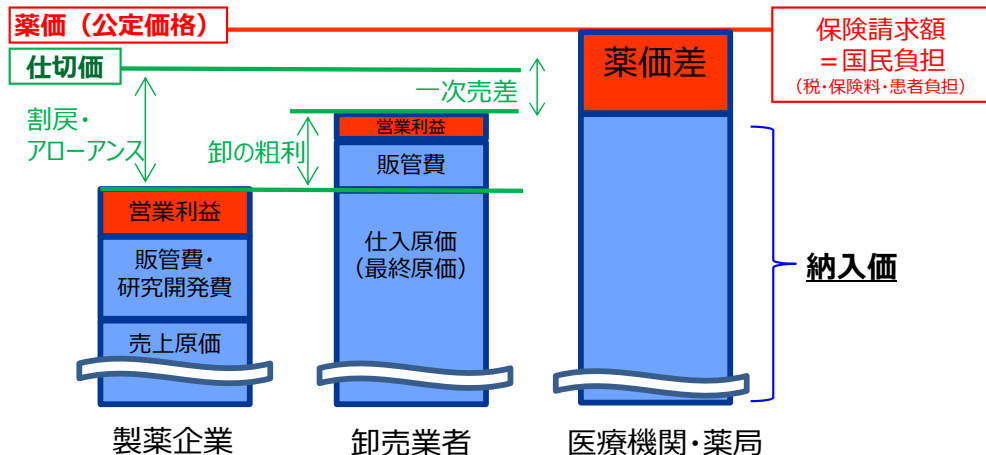 薬価（公定価格）
仕切価
割戻・
アローアンス
一次売差
卸の粗利
営業利益
販管費・
研究開発費
売上原価
営業利益
販管費
仕入原価
（最終原価）
薬価差
保険請求額
＝国民負担
（税・保険料・患者負担）
納入価
製薬企業
卸売業者
医療機関・薬局